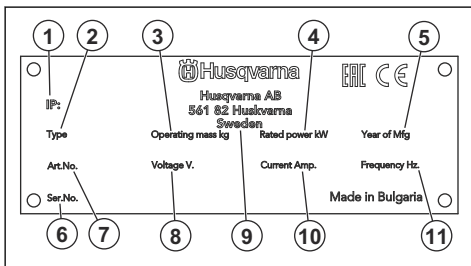 1 2 3 4 5
Husqvarna EAC CE
Husqvarna AB
561 82 Huskvarna
Sweden
IP:
Type Operating mass kg Rated power kW Year of Mfg
Art.No. Voltage V. Current Amp. Frequency Hz.
Ser.No. Made in Bulgaria
6 7 8 9 10 11